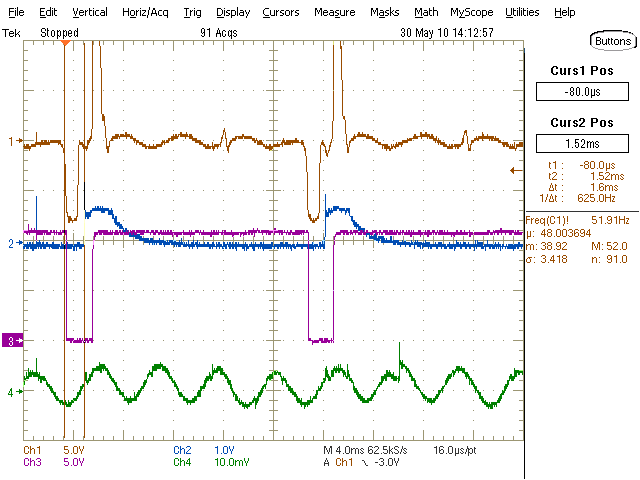 File Edit Vertical Horiz/Acq Trig Display Cursors Measure Masks Math MyScope Utilities Help
Tek Stopped 91 Acqs 30 May 10 14:12:57
Buttons
Curs1 Pos
-80.0µs
Curs2 Pos
1.52ms
t1 : -80.0µs
t2 : 1.52ms
Δt : 1.6ms
1/Δt : 625.0Hz
Freq(C1)! 51.91Hz
µ: 48.003694
m: 38.92 M: 52.0
σ: 3.418 n: 91.0
1
2
3
4
Ch1 5.0V Ch2 1.0V M 4.0ms 62.5kS/s 16.0µs/pt
Ch3 5.0V Ch4 10.0mV A Ch1 ↘ -3.0V